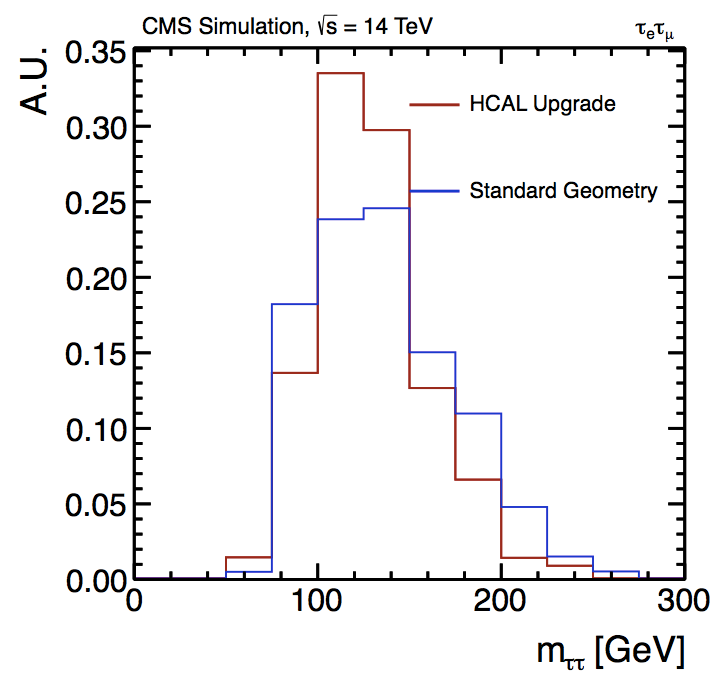 CMS Simulation, √s = 14 TeV
τeτμ
A.U.
0.35
0.30
0.25
0.20
0.15
0.10
0.05
0.00
HCAL Upgrade
Standard Geometry
0 100 200 300
mττ [GeV]